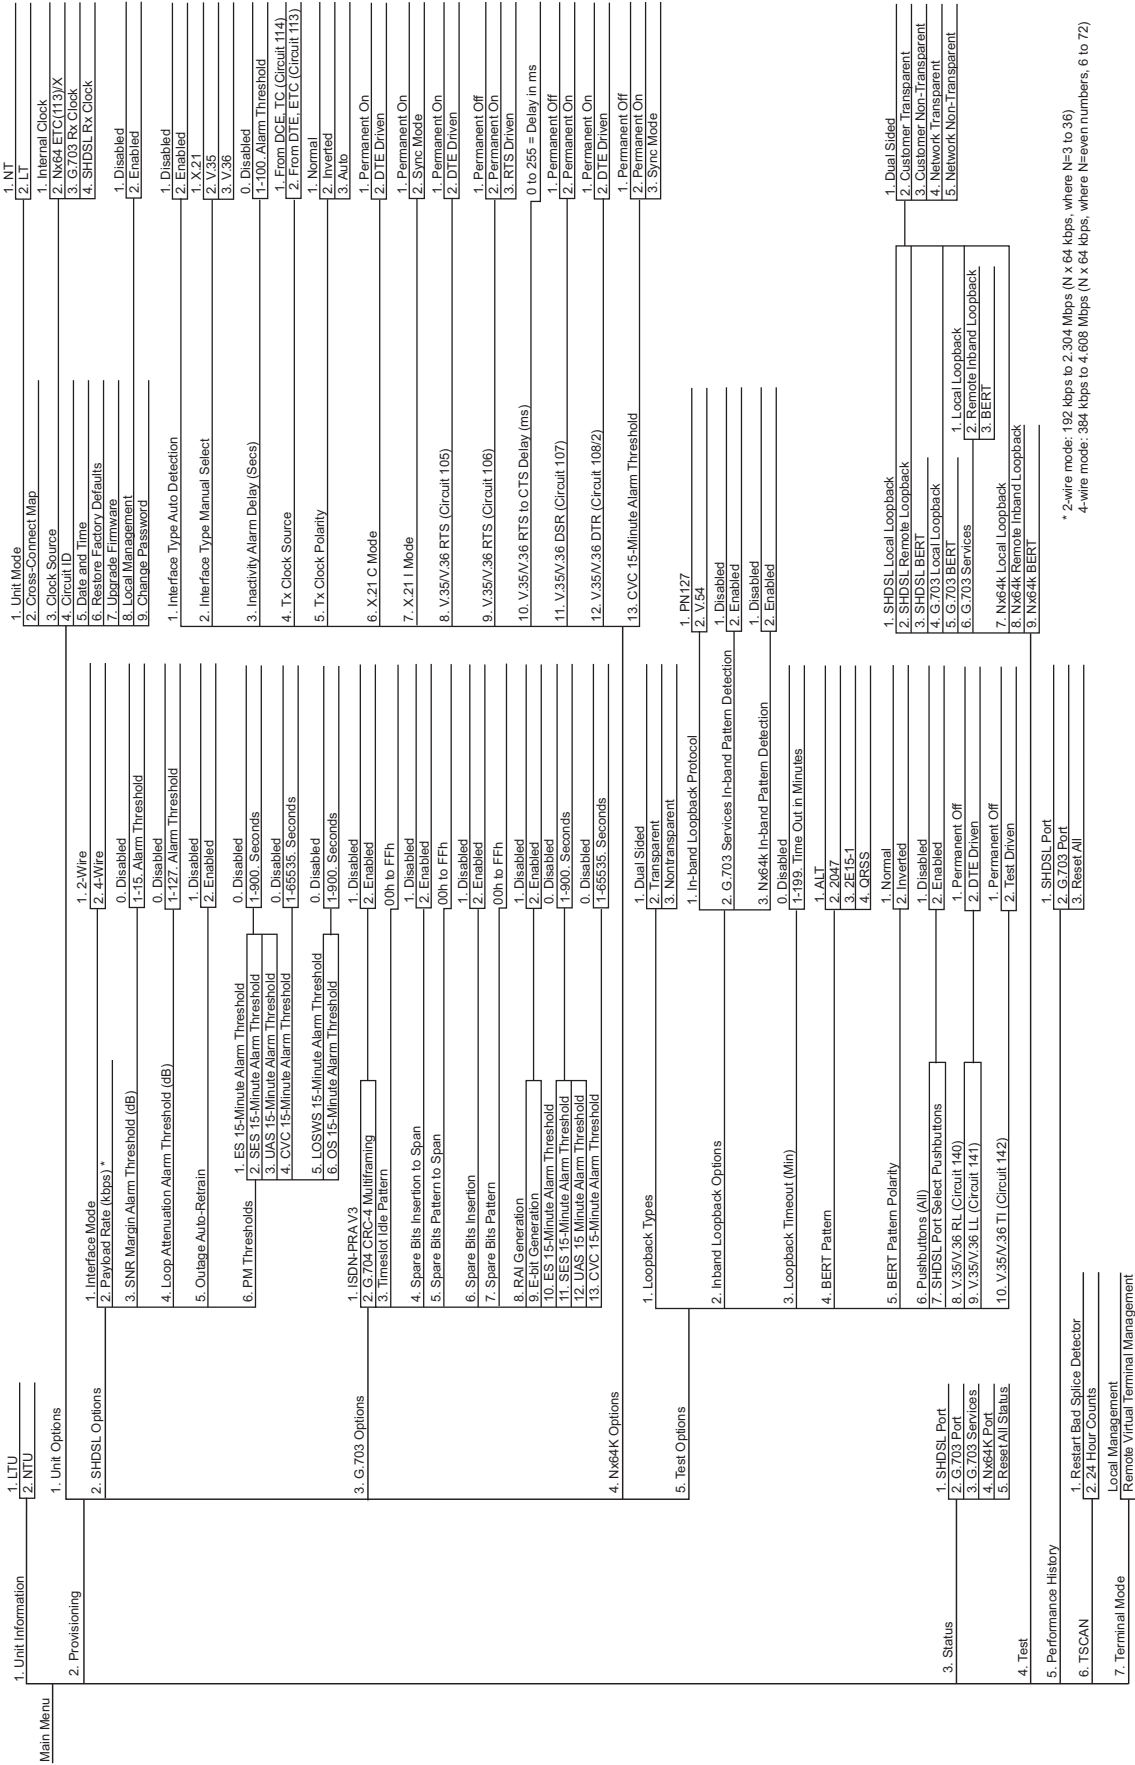 Main Menu
1. Unit Information
1. LTU
2. NTU
2. Provisioning
1. Unit Options
1. Unit Mode
1. NT
2. LT
2. Cross-Connect Map
3. Clock Source
1. Internal Clock
2. Nx64 ETC(113)/X
3. G.703 Rx Clock
4. SHDSL Rx Clock
4. Circuit ID
5. Date and Time
6. Restore Factory Defaults
7. Upgrade Firmware
8. Local Management
1. Disabled
2. Enabled
9. Change Password
2. SHDSL Options
1. Interface Mode
1. 2-Wire
2. 4-Wire
2. Payload Rate (kbps) *
3. SNR Margin Alarm Threshold (dB)
0. Disabled
1-15. Alarm Threshold
4. Loop Attenuation Alarm Threshold (dB)
0. Disabled
1-127. Alarm Threshold
5. Outage Auto-Retrain
1. Disabled
2. Enabled
6. PM Thresholds
1. ES 15-Minute Alarm Threshold
2. SES 15-Minute Alarm Threshold
3. UAS 15-Minute Alarm Threshold
0. Disabled
1-900. Seconds
4. CVC 15-Minute Alarm Threshold
0. Disabled
1-65535. Seconds
5. LOSWS 15-Minute Alarm Threshold
6. OS 15-Minute Alarm Threshold
0. Disabled
1-900. Seconds
3. G.703 Options
1. ISDN-PRA V3
2. G.704 CRC-4 Multiframing
1. Disabled
2. Enabled
3. Timeslot Idle Pattern
00h to FFh
4. Spare Bits Insertion to Span
1. Disabled
2. Enabled
5. Spare Bits Pattern to Span
00h to FFh
6. Spare Bits Insertion
1. Disabled
2. Enabled
7. Spare Bits Pattern
00h to FFh
8. RAI Generation
9. E-bit Generation
1. Disabled
2. Enabled
10. ES 15-Minute Alarm Threshold
11. SES 15-Minute Alarm Threshold
12. UAS 15 Minute Alarm Threshold
0. Disabled
1-900. Seconds
13. CVC 15-Minute Alarm Threshold
0. Disabled
1-65535. Seconds
4. Nx64K Options
1. Interface Type Auto Detection
1. Disabled
2. Enabled
2. Interface Type Manual Select
1. X.21
2. V.35
3. V.36
3. Inactivity Alarm Delay (Secs)
0. Disabled
1-100. Alarm Threshold
4. Tx Clock Source
1. From DCE, TC (Circuit 114)
2. From DTE, ETC (Circuit 113)
5. Tx Clock Polarity
1. Normal
2. Inverted
3. Auto
6. X.21 C Mode
1. Permanent On
2. DTE Driven
7. X.21 I Mode
1. Permanent On
2. Sync Mode
8. V.35/V.36 RTS (Circuit 105)
1. Permanent On
2. DTE Driven
9. V.35/V.36 RTS (Circuit 106)
1. Permanent Off
2. Permanent On
3. RTS Driven
10. V.35/V.36 RTS to CTS Delay (ms)
0 to 255 = Delay in ms
11. V.35/V.36 DSR (Circuit 107)
1. Permanent Off
2. Permanent On
12. V.35/V.36 DTR (Circuit 108/2)
1. Permanent On
2. DTE Driven
13. CVC 15-Minute Alarm Threshold
1. Permanent Off
2. Permanent On
3. Sync Mode
5. Test Options
1. Loopback Types
1. Dual Sided
2. Transparent
3. Nontransparent
2. Inband Loopback Options
1. In-band Loopback Protocol
1. PN127
2. V.54
2. G.703 Services In-band Pattern Detection
1. Disabled
2. Enabled
3. Nx64k In-band Pattern Detection
1. Disabled
2. Enabled
3. Loopback Timeout (Min)
0. Disabled
1-199. Time Out in Minutes
4. BERT Pattern
1. ALT
2. 2047
3. 2E15-1
4. QRSS
5. BERT Pattern Polarity
1. Normal
2. Inverted
6. Pushbuttons (All)
7. SHDSL Port Select Pushbuttons
1. Disabled
2. Enabled
8. V.35/V.36 RL (Circuit 140)
9. V.35/V.36 LL (Circuit 141)
1. Permanent Off
2. DTE Driven
10. V.35/V.36 TI (Circuit 142)
1. Permanent Off
2. Test Driven
3. Status
1. SHDSL Port
2. G.703 Port
3. G.703 Services
4. Nx64K Port
5. Reset All Status
4. Test
1. SHDSL Local Loopback
2. SHDSL Remote Loopback
3. SHDSL BERT
4. G.703 Local Loopback
5. G.703 BERT
6. G.703 Services
1. Local Loopback
2. Remote Inband Loopback
3. BERT
7. Nx64k Local Loopback
8. Nx64k Remote Inband Loopback
9. Nx64k BERT
1. Dual Sided
2. Customer Transparent
3. Customer Non-Transparent
4. Network Transparent
5. Network Non-Transparent
5. Performance History
1. SHDSL Port
2. G.703 Port
3. Reset All
6. TSCAN
1. Restart Bad Splice Detector
2. 24 Hour Counts
7. Terminal Mode
Local Management
Remote Virtual Terminal Management
* 2-wire mode: 192 kbps to 2.304 Mbps (N x 64 kbps, where N=3 to 36)
4-wire mode: 384 kbps to 4.608 Mbps (N x 64 kbps, where N=even numbers, 6 to 72)